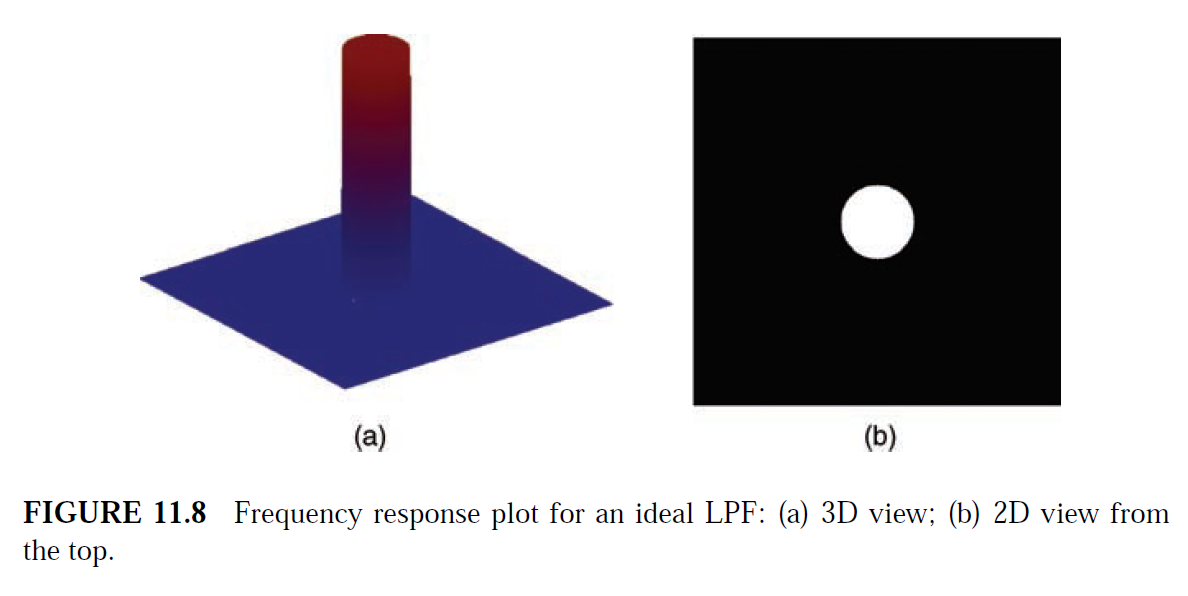 (a)
(b)
FIGURE 11.8 Frequency response plot for an ideal LPF: (a) 3D view; (b) 2D view from
the top.